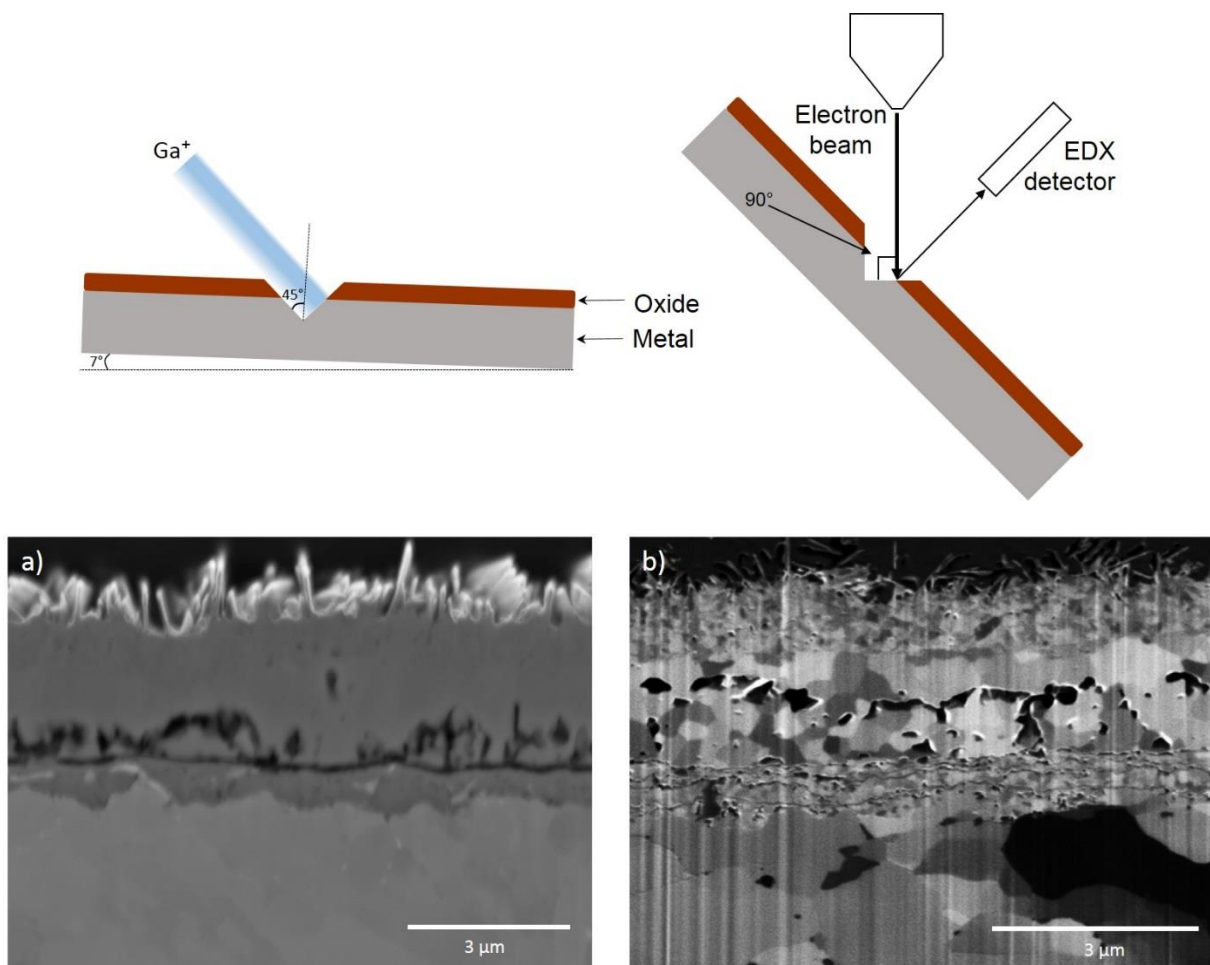 Ga⁺
45°
7°
Oxide
Metal
Electron
beam
90°
EDX
detector
a)
3 µm
b)
3 µm